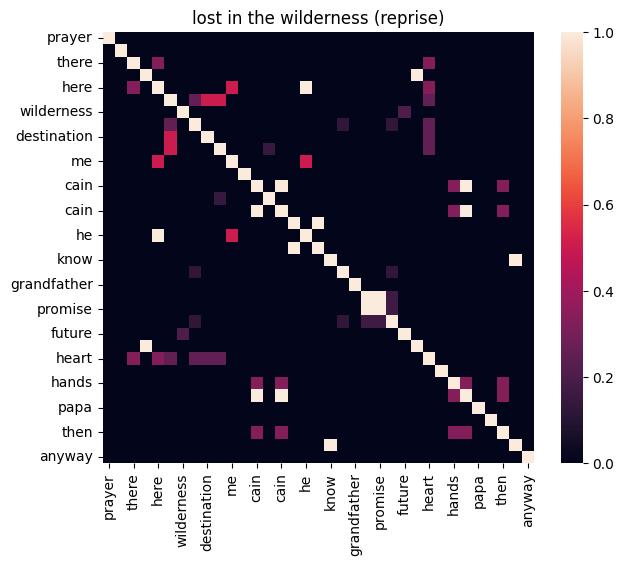 lost in the wilderness (reprise)
prayer
there
here
wilderness
destination
me
cain
cain
he
know
grandfather
promise
future
heart
hands
papa
then
anyway
prayer
there
here
wilderness
destination
me
cain
cain
he
know
grandfather
promise
future
heart
hands
papa
then
anyway
1.0
0.8
0.6
0.4
0.2
0.0